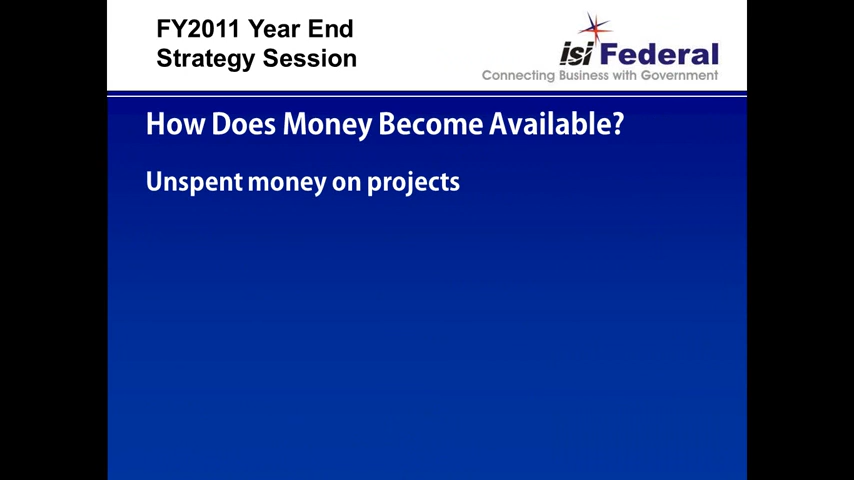 FY2011 Year End
Strategy Session
isi Federal
Connecting Business with Government
How Does Money Become Available?
Unspent money on projects